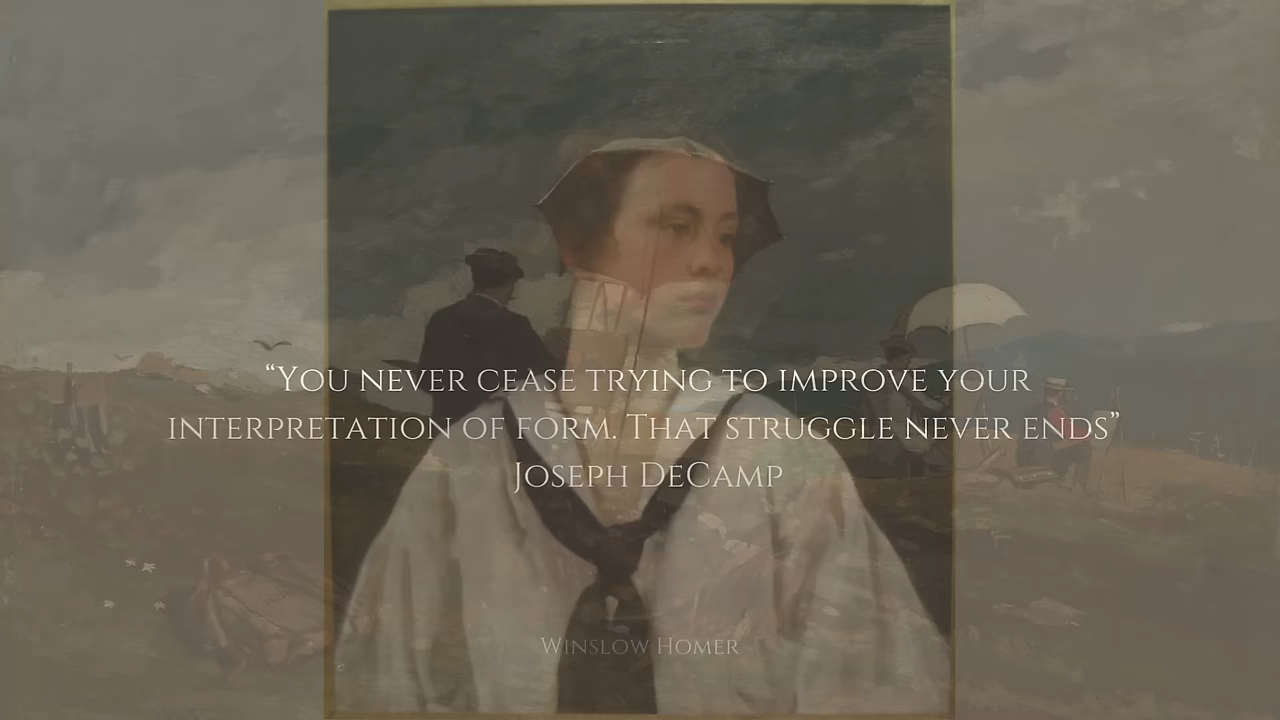 “You never cease trying to improve your
interpretation of form. That struggle never ends”
Joseph DeCamp
Winslow Homer